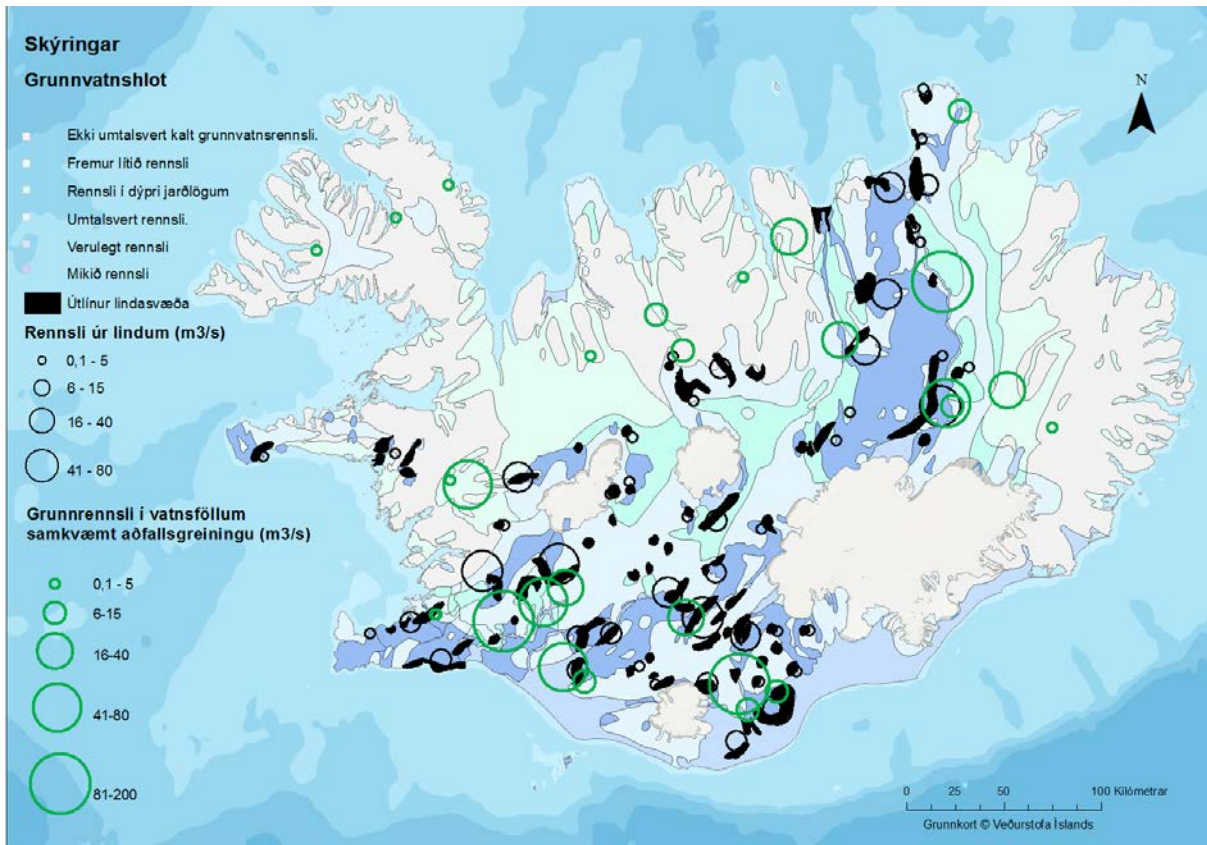 Skýringar
Grunnvatnshlot
Ekki umtalsvert kalt grunnvatnsrennsli.
Fremur lítið rennsli
Rennsli í dýpri jarðlögum
Umtalsvert rennsli.
Verulegt rennsli
Mikið rennsli
Útlínur lindasvæða
Rennsli úr lindum (m3/s)
0,1 - 5
6 - 15
16 - 40
41 - 80
Grunnrennsli í vatnsföllum
samkvæmt aðfallsgreiningu (m3/s)
0,1 - 5
6-15
16-40
41-80
81-200
N
0 25 50 100 Kilómetrar
Grunnkort © Veðurstofa Íslands